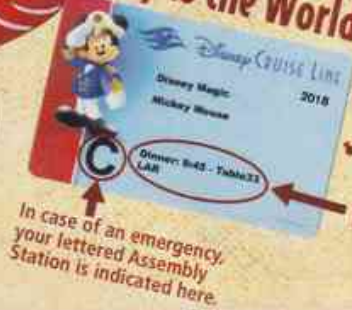 the World
Disney CRUISE LINE
Disney Magic 2018
Mickey Mouse
C
Dinner: 5:45 - Table33
LAR
In case of an emergency,
your lettered Assembly
Station is indicated here.